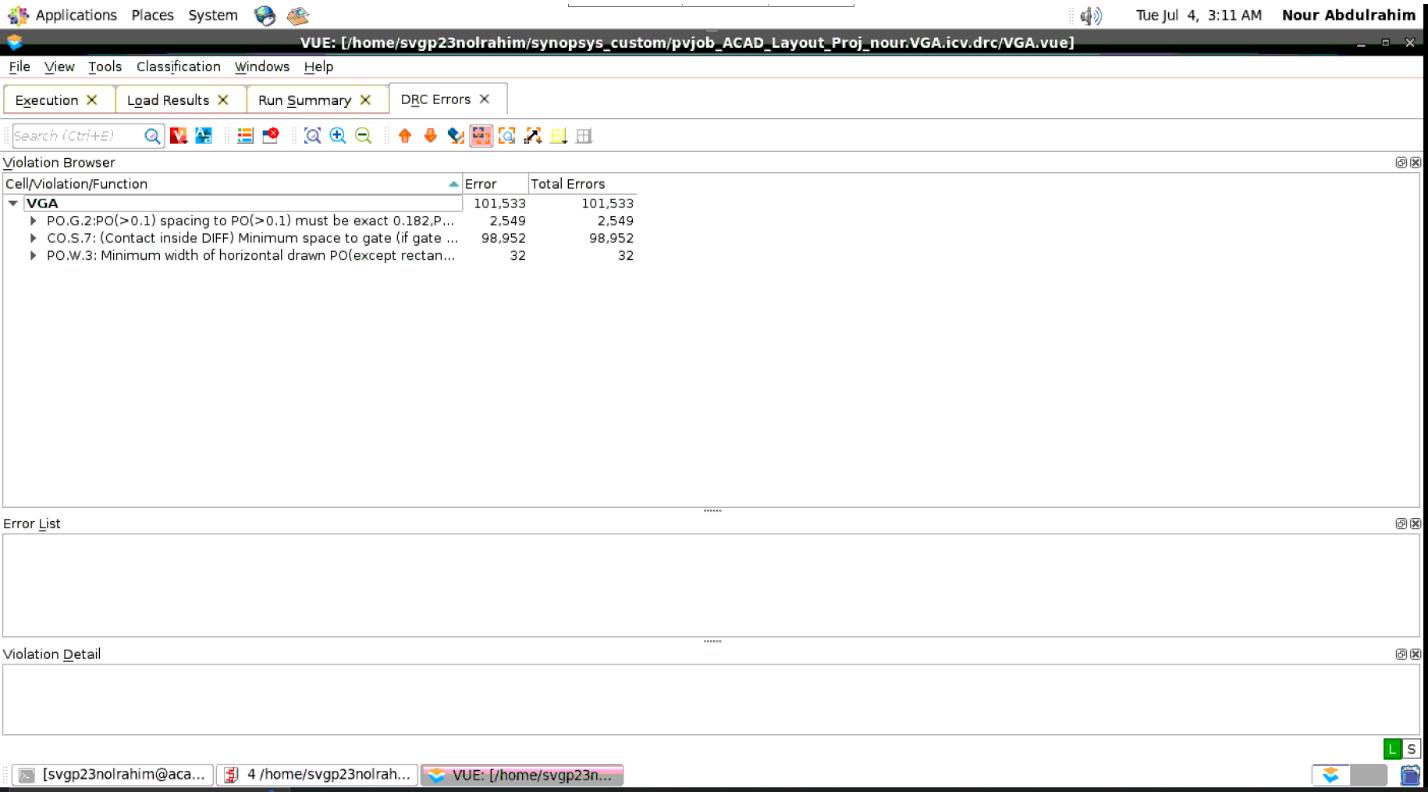 Applications Places System Tue Jul 4, 3:11 AM Nour Abdulrahim
VUE: [/home/svgp23nolrahim/synopsys_custom/pvjob_ACAD_Layout_Proj_nour.VGA.icv.drc/VGA.vue]
File View Tools Classification Windows Help
Execution Load Results Run Summary DRC Errors
Search (Ctrl+E)
Violation Browser
Cell/Violation/Function Error Total Errors
VGA 101,533 101,533
PO.G.2:PO(>0.1) spacing to PO(>0.1) must be exact 0.182,P... 2,549 2,549
CO.S.7: (Contact inside DIFF) Minimum space to gate (if gate ... 98,952 98,952
PO.W.3: Minimum width of horizontal drawn PO(except rectan... 32 32
Error List
Violation Detail
L S
[svgp23nolrahim@aca... 4 /home/svgp23nolrah... VUE: [/home/svgp23n...